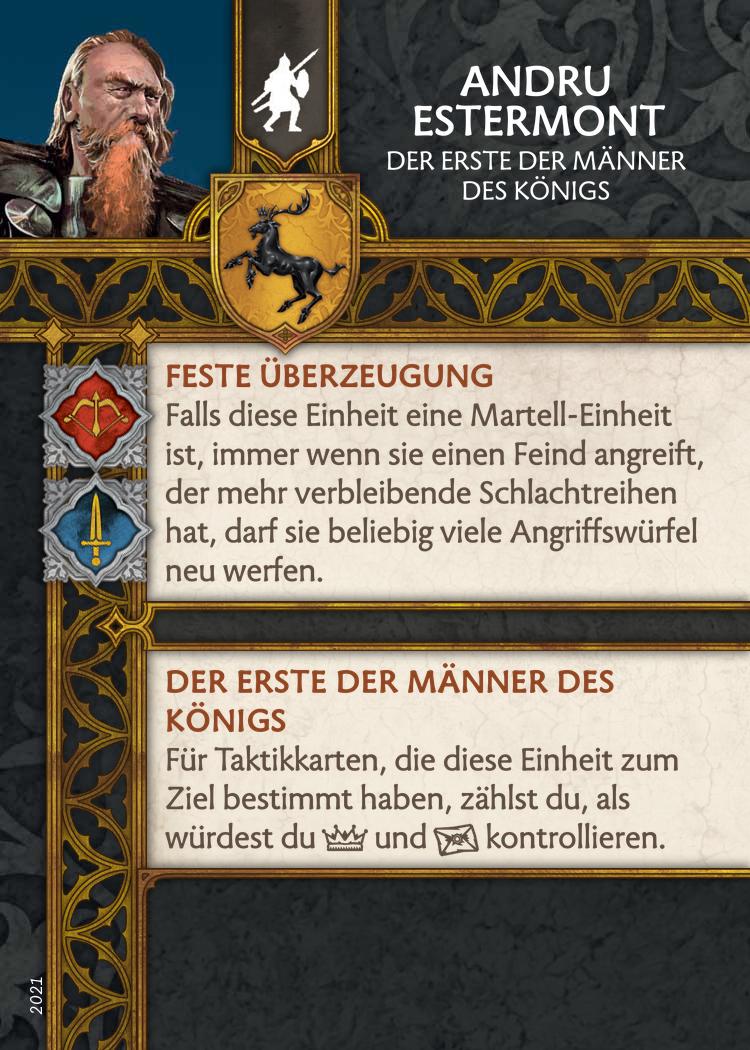 ANDRU
ESTERMONT
DER ERSTE DER MÄNNER
DES KÖNIGS
FESTE ÜBERZEUGUNG
Falls diese Einheit eine Martell-Einheit
ist, immer wenn sie einen Feind angreift,
der mehr verbleibende Schlachtreihen
hat, darf sie beliebig viele Angriffswürfel
neu werfen.
DER ERSTE DER MÄNNER DES
KÖNIGS
Für Taktikkarten, die diese Einheit zum
Ziel bestimmt haben, zählst du, als
würdest du und kontrollieren.
2021